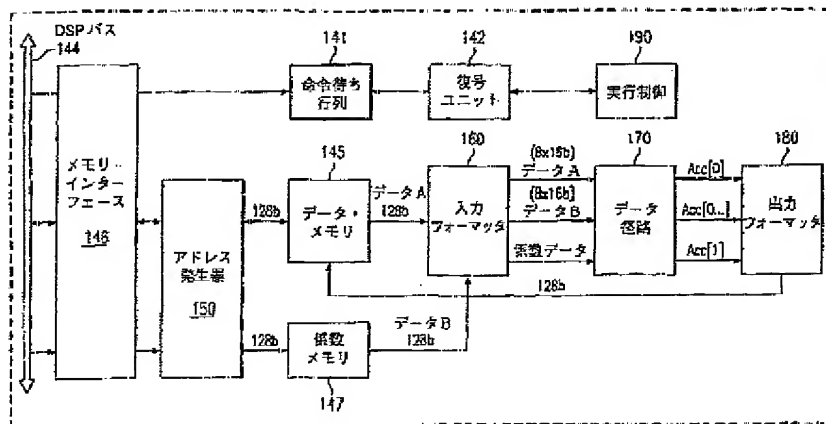 DSP バス
144
141
142
190
命令待ち
行列
復号
ユニット
実行制御
メモリ・
インター
フェース
146
アドレス
発生器
150
145
128b
データ・
メモリ
データA
128b
160
入力
フォーマッタ
(8x16b)
データA
(8x16b)
データB
係数データ
170
データ
径路
Acc[0]
Acc[0...]
Acc[1]
180
出力
フォーマッタ
128b
128b
係数
メモリ
147
データB
128b